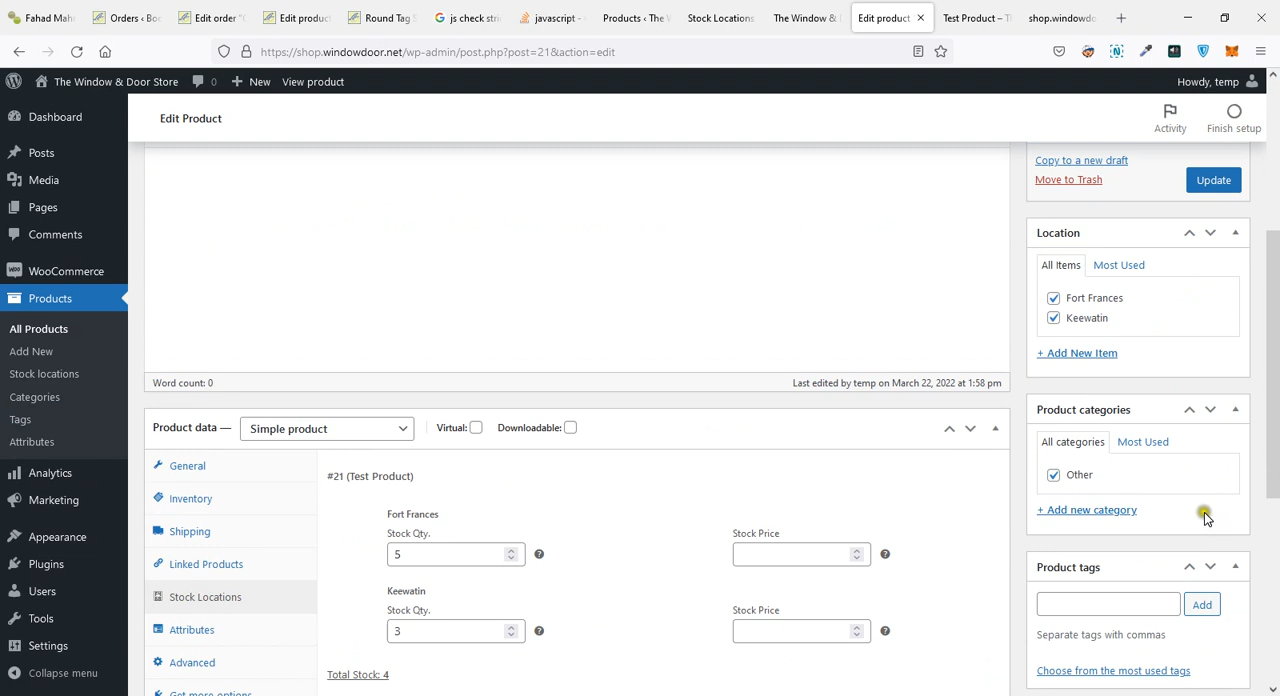 Fahad Mah
Orders ‹ Bo
Edit order "
Edit produc
Round Tag S
js check stri
javascript -
Products ‹ The W
Stock Locations
The Window &
Edit product
Test Product – T
shop.windowdo
https://shop.windowdoor.net/wp-admin/post.php?post=21&action=edit
The Window & Door Store
0
New
View product
Howdy, temp
Dashboard
Posts
Media
Pages
Comments
WooCommerce
Products
All Products
Add New
Stock locations
Categories
Tags
Attributes
Analytics
Marketing
Appearance
Plugins
Users
Tools
Settings
Collapse menu
Edit Product
Activity
Finish setup
Word count: 0
Last edited by temp on March 22, 2022 at 1:58 pm
Product data —
Simple product
Virtual:
Downloadable:
General
Inventory
Shipping
Linked Products
Stock Locations
Attributes
Advanced
Get more options
#21 (Test Product)
Fort Frances
Stock Qty.
Stock Price
5
Keewatin
Stock Qty.
Stock Price
3
Total Stock: 4
Copy to a new draft
Move to Trash
Update
Location
All Items
Most Used
Fort Frances
Keewatin
+ Add New Item
Product categories
All categories
Most Used
Other
+ Add new category
Product tags
Add
Separate tags with commas
Choose from the most used tags